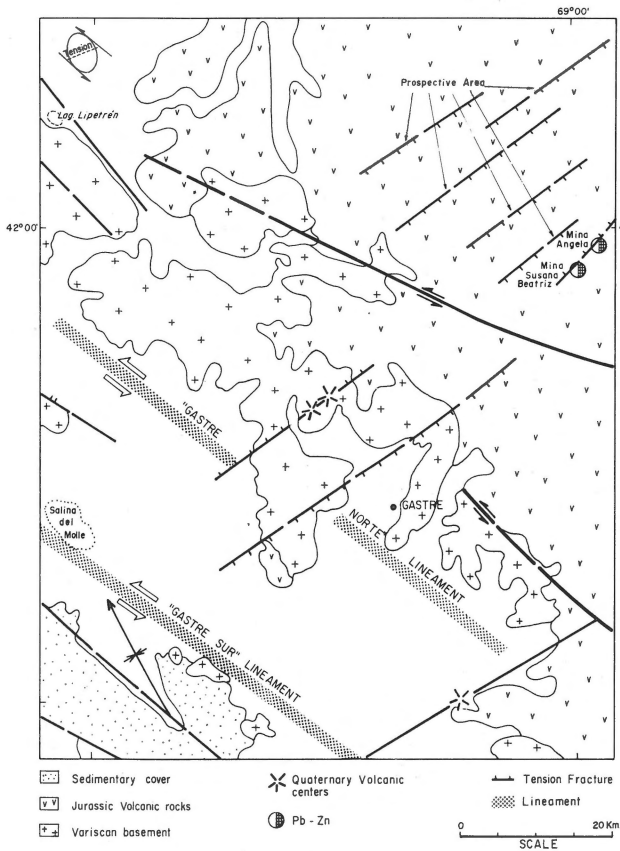 69°00'
Tension
Prospective Area
Lag. Lipetrén
42°00'
Mina
Angela
Mina
Susana
Beatriz
"GASTRE
GASTRE
Salina
del
Molle
NORTE"
LINEAMENT
"GASTRE SUR" LINEAMENT
Sedimentary cover
Jurassic Volcanic rocks
Variscan basement
Quaternary Volcanic
centers
Pb - Zn
Tension Fracture
Lineament
0 20 Km
SCALE